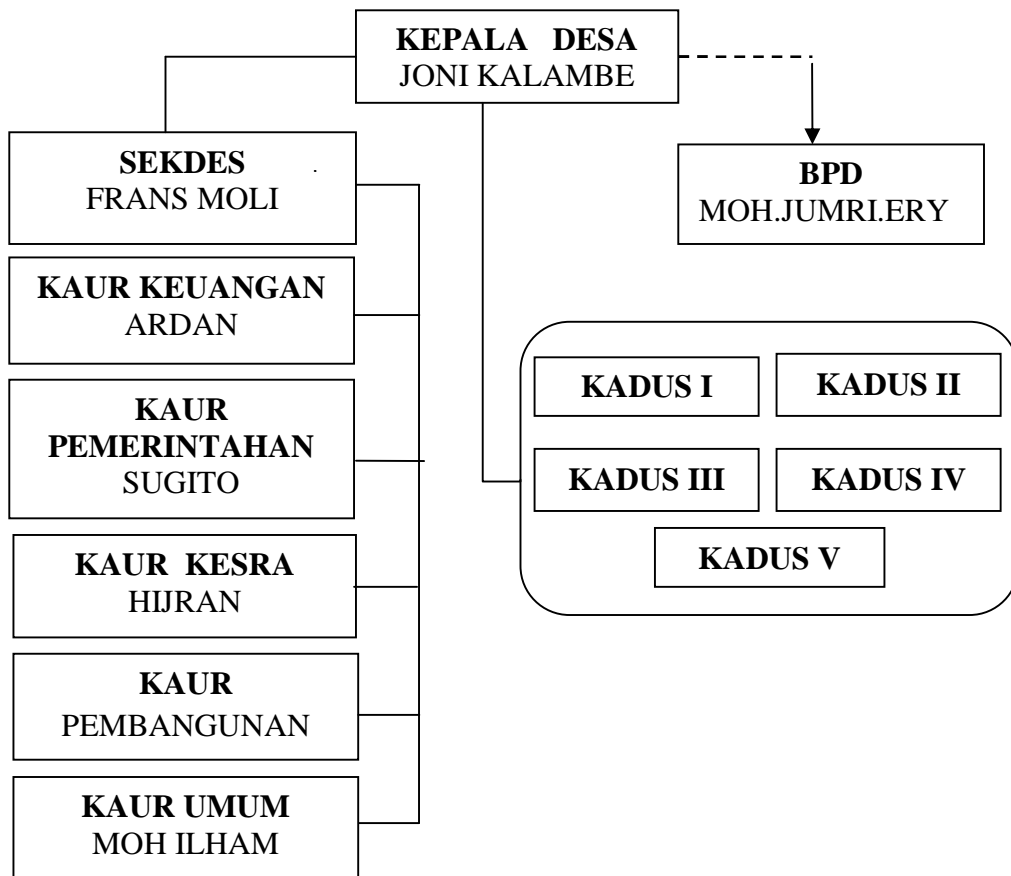 KEPALA DESA
JONI KALAMBE
SEKDES
FRANS MOLI
BPD
MOH.JUMRI.ERY
KAUR KEUANGAN
ARDAN
KADUS I
KADUS II
KAUR
PEMERINTAHAN
SUGITO
KADUS III
KADUS IV
KADUS V
KAUR KESRA
HIJRAN
KAUR
PEMBANGUNAN
KAUR UMUM
MOH ILHAM